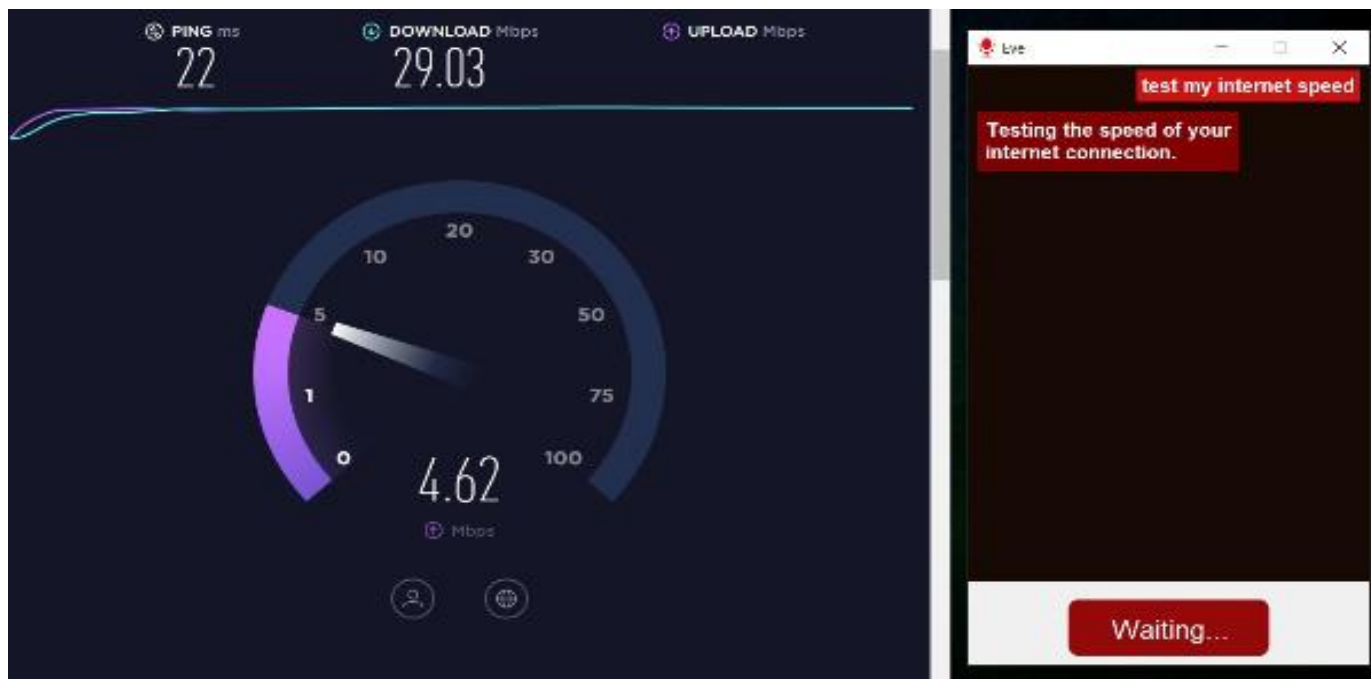 PING ms
DOWNLOAD Mbps
UPLOAD Mbps
22
29.03
20
10
30
5
50
1
75
0
100
4.62
Mbps
Eve
test my internet speed
Testing the speed of your
internet connection.
Waiting...